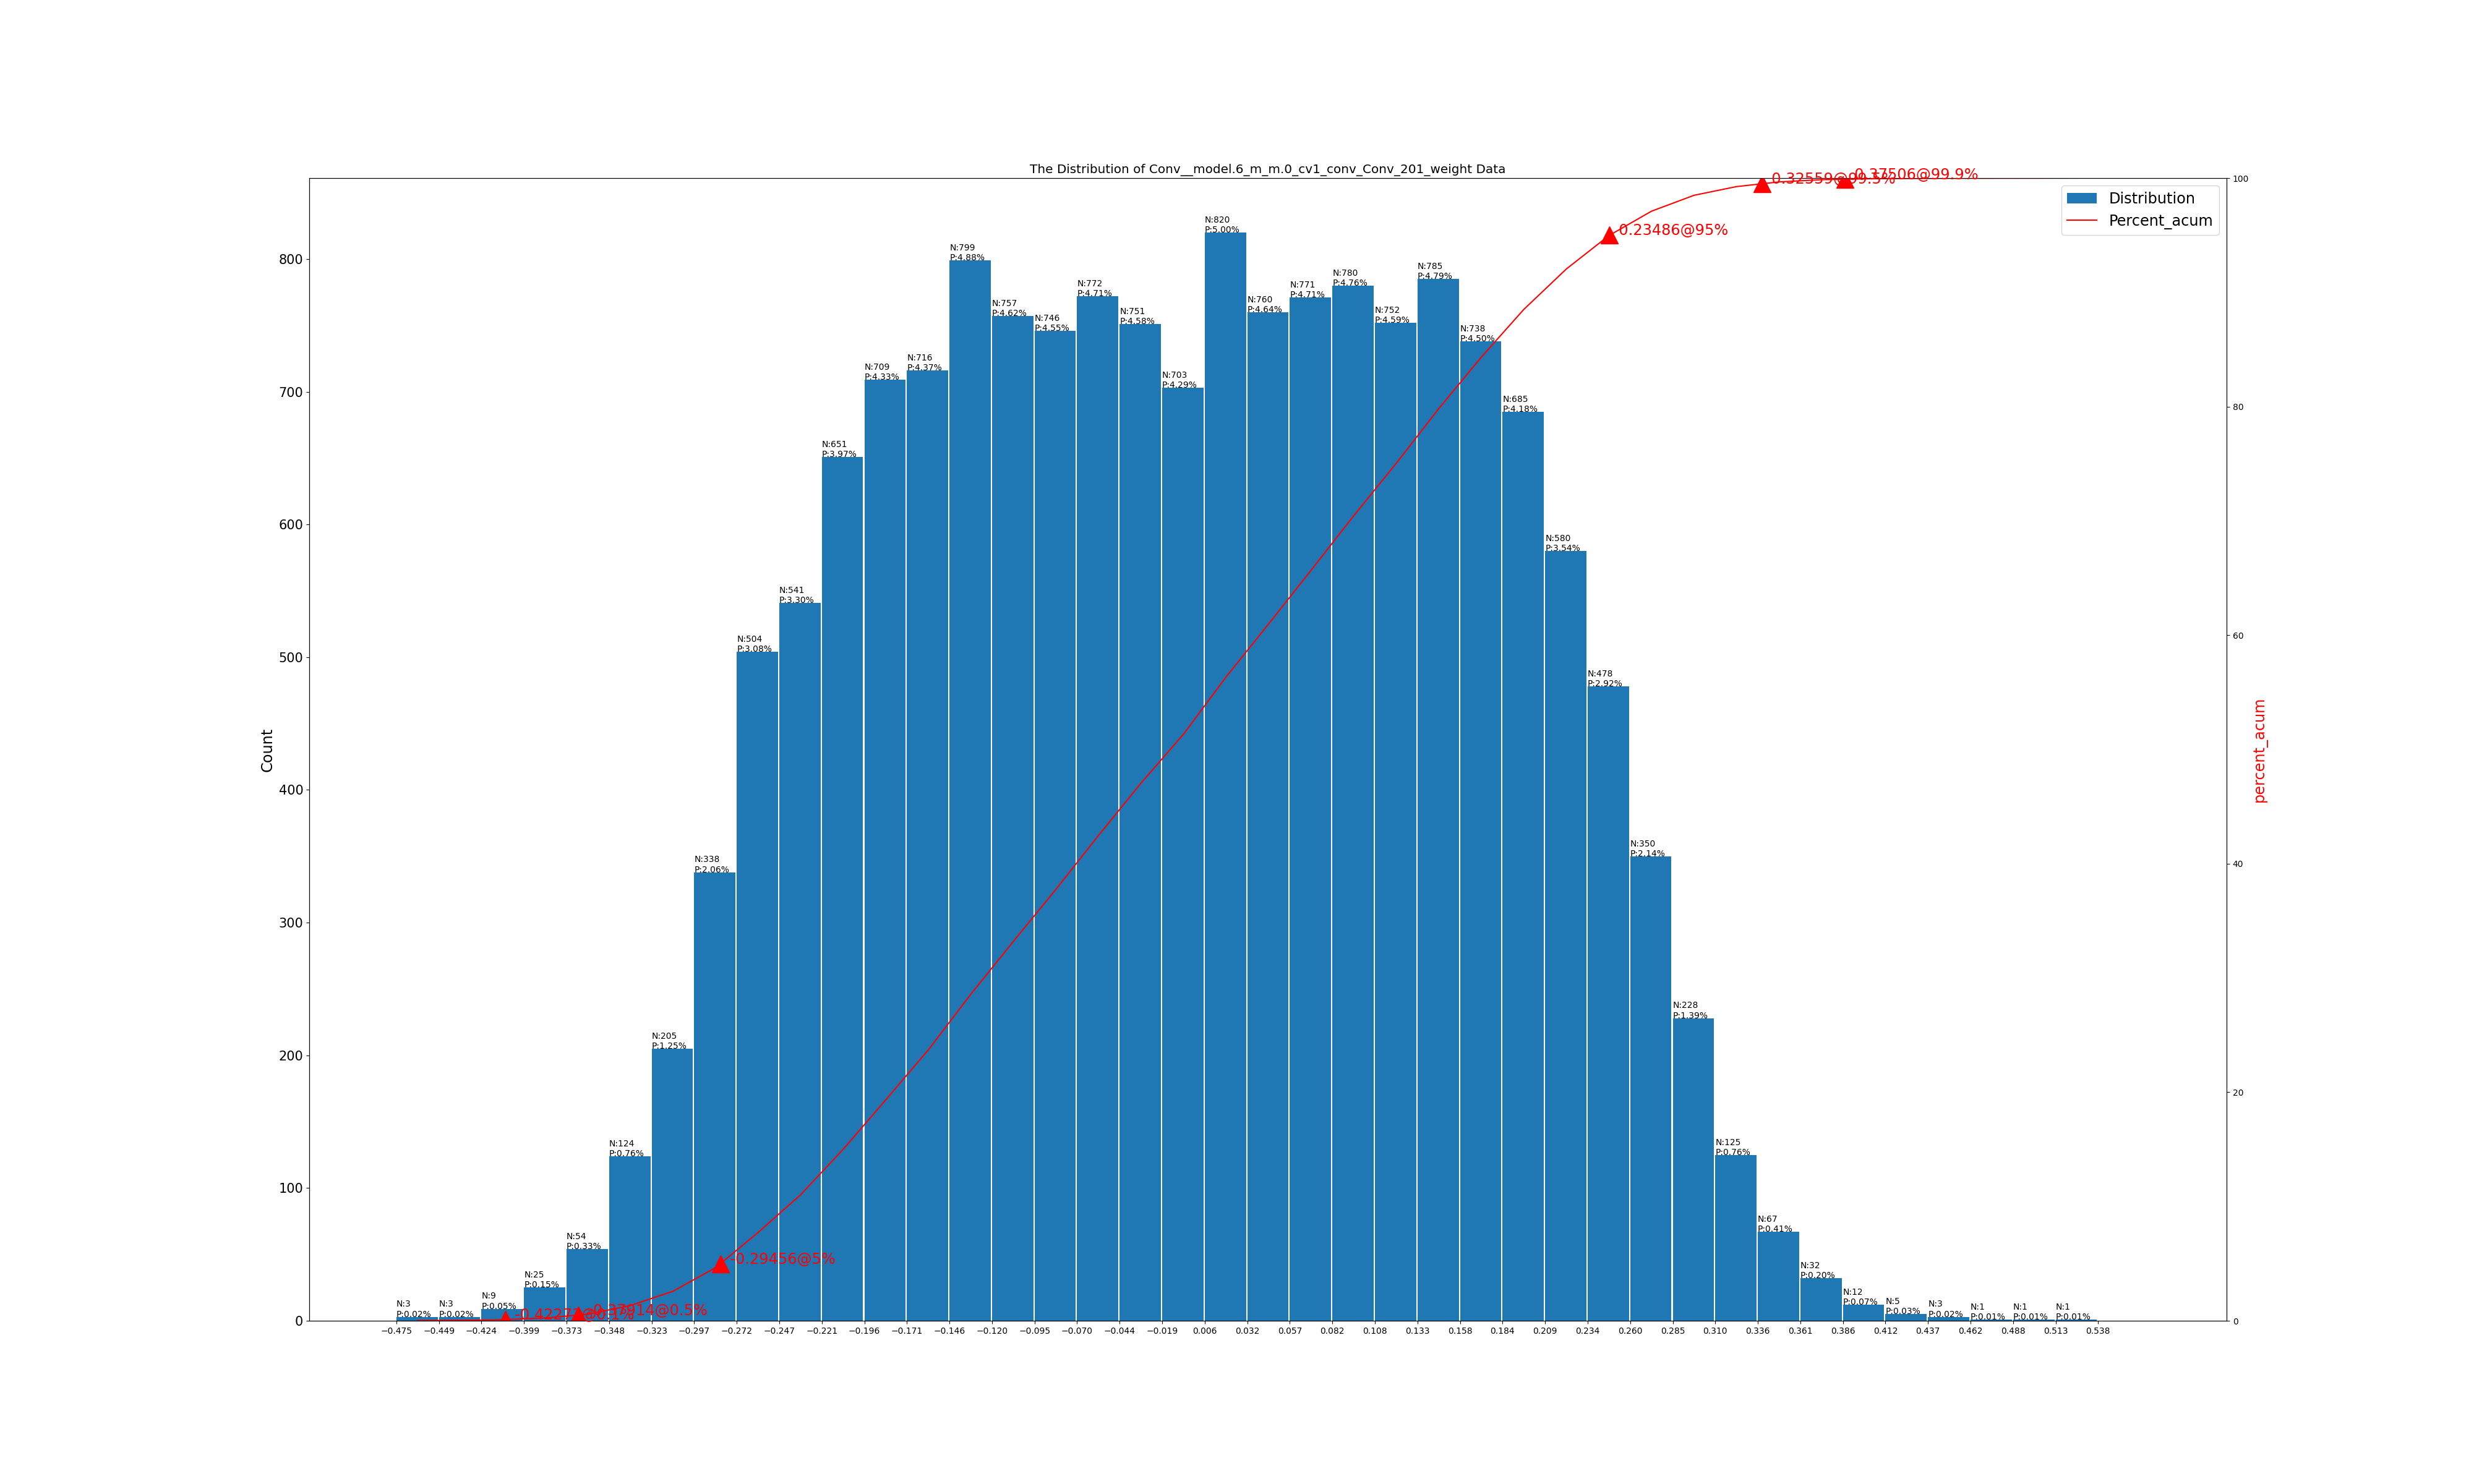 The Distribution of Conv__model.6_m_m.0_cv1_conv_Conv_201_weight Data
0.32559@99.5%
0.37506@99.9%
Distribution
Percent_acum
0.23486@95%
Count
percent_acum
800
700
600
500
400
300
200
100
0
100
80
60
40
20
0
N:3
P:0.02%
N:3
P:0.02%
N:9
P:0.05%
N:25
P:0.15%
N:54
P:0.33%
N:124
P:0.76%
N:205
P:1.25%
N:338
P:2.06%
N:504
P:3.08%
N:541
P:3.30%
N:651
P:3.97%
N:709
P:4.33%
N:716
P:4.37%
N:799
P:4.88%
N:757
P:4.62%
N:746
P:4.55%
N:772
P:4.71%
N:751
P:4.58%
N:703
P:4.29%
N:820
P:5.00%
N:760
P:4.64%
N:771
P:4.71%
N:780
P:4.76%
N:752
P:4.59%
N:785
P:4.79%
N:738
P:4.50%
N:685
P:4.18%
N:580
P:3.54%
N:478
P:2.92%
N:350
P:2.14%
N:228
P:1.39%
N:125
P:0.76%
N:67
P:0.41%
N:32
P:0.20%
N:12
P:0.07%
N:5
P:0.03%
N:3
P:0.02%
N:1
P:0.01%
N:1
P:0.01%
N:1
P:0.01%
-0.29456@5%
-0.37914@0.5%
−0.475 −0.449 −0.424 −0.399 −0.373 −0.348 −0.323 −0.297 −0.272 −0.247 −0.221 −0.196 −0.171 −0.146 −0.120 −0.095 −0.070 −0.044 −0.019 0.006 0.032 0.057 0.082 0.108 0.133 0.158 0.184 0.209 0.234 0.260 0.285 0.310 0.336 0.361 0.386 0.412 0.437 0.462 0.488 0.513 0.538